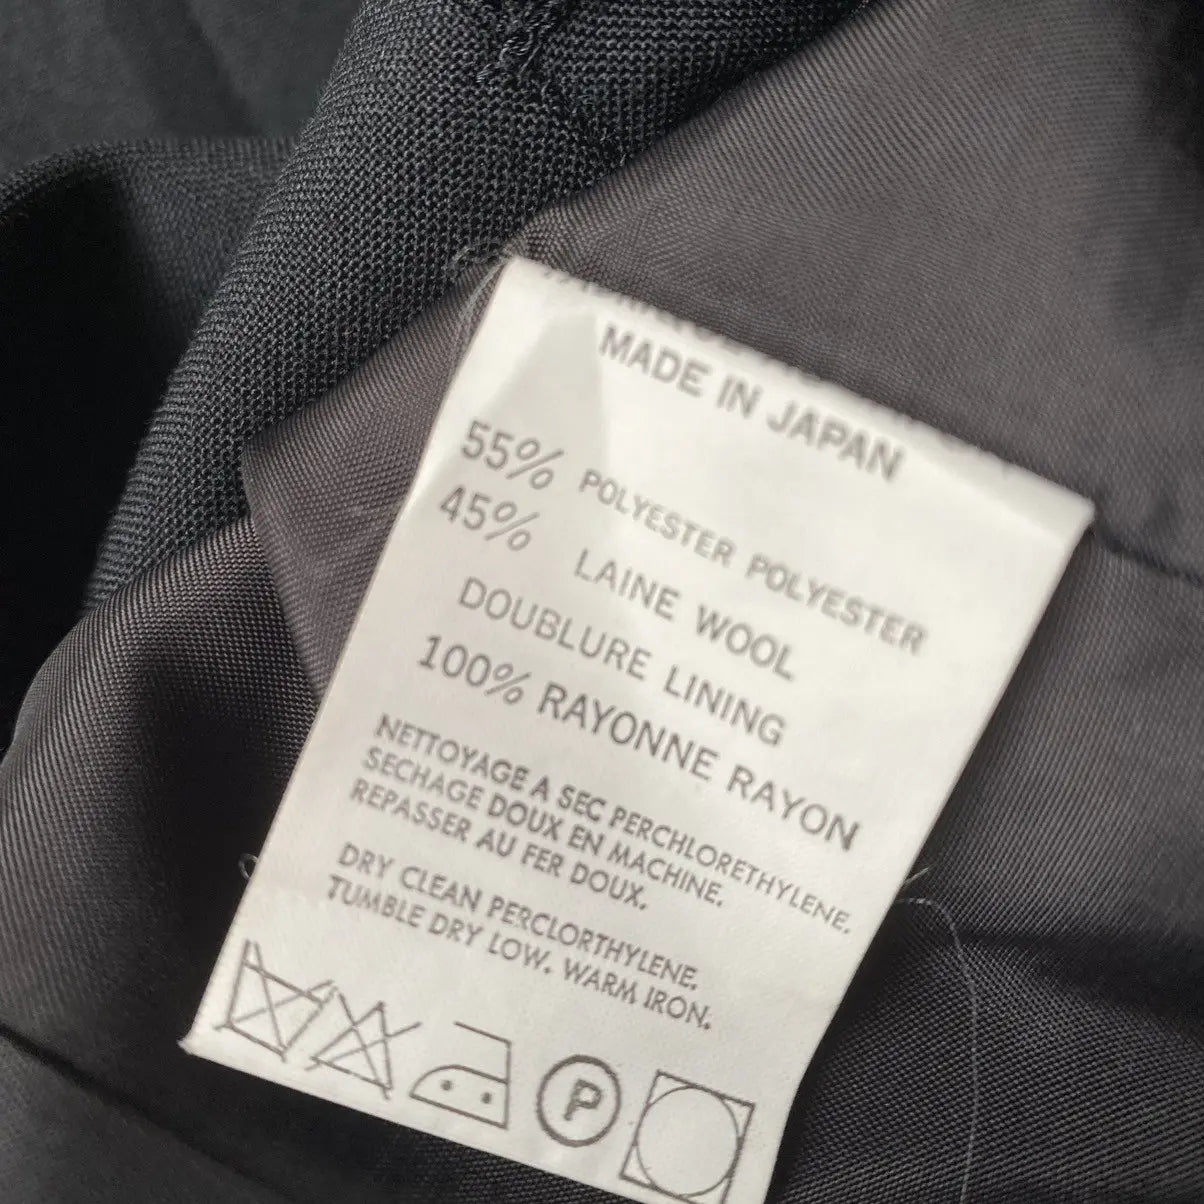 MADE IN JAPAN
55% POLYESTER POLYESTER
45% LAINE WOOL
DOUBLURE LINING
100% RAYONNE RAYON
NETTOYAGE A SEC PERCHLORETHYLENE.
SECHAGE DOUX EN MACHINE.
REPASSER AU FER DOUX.
DRY CLEAN PERCLORTHYLENE.
TUMBLE DRY LOW. WARM IRON.
P